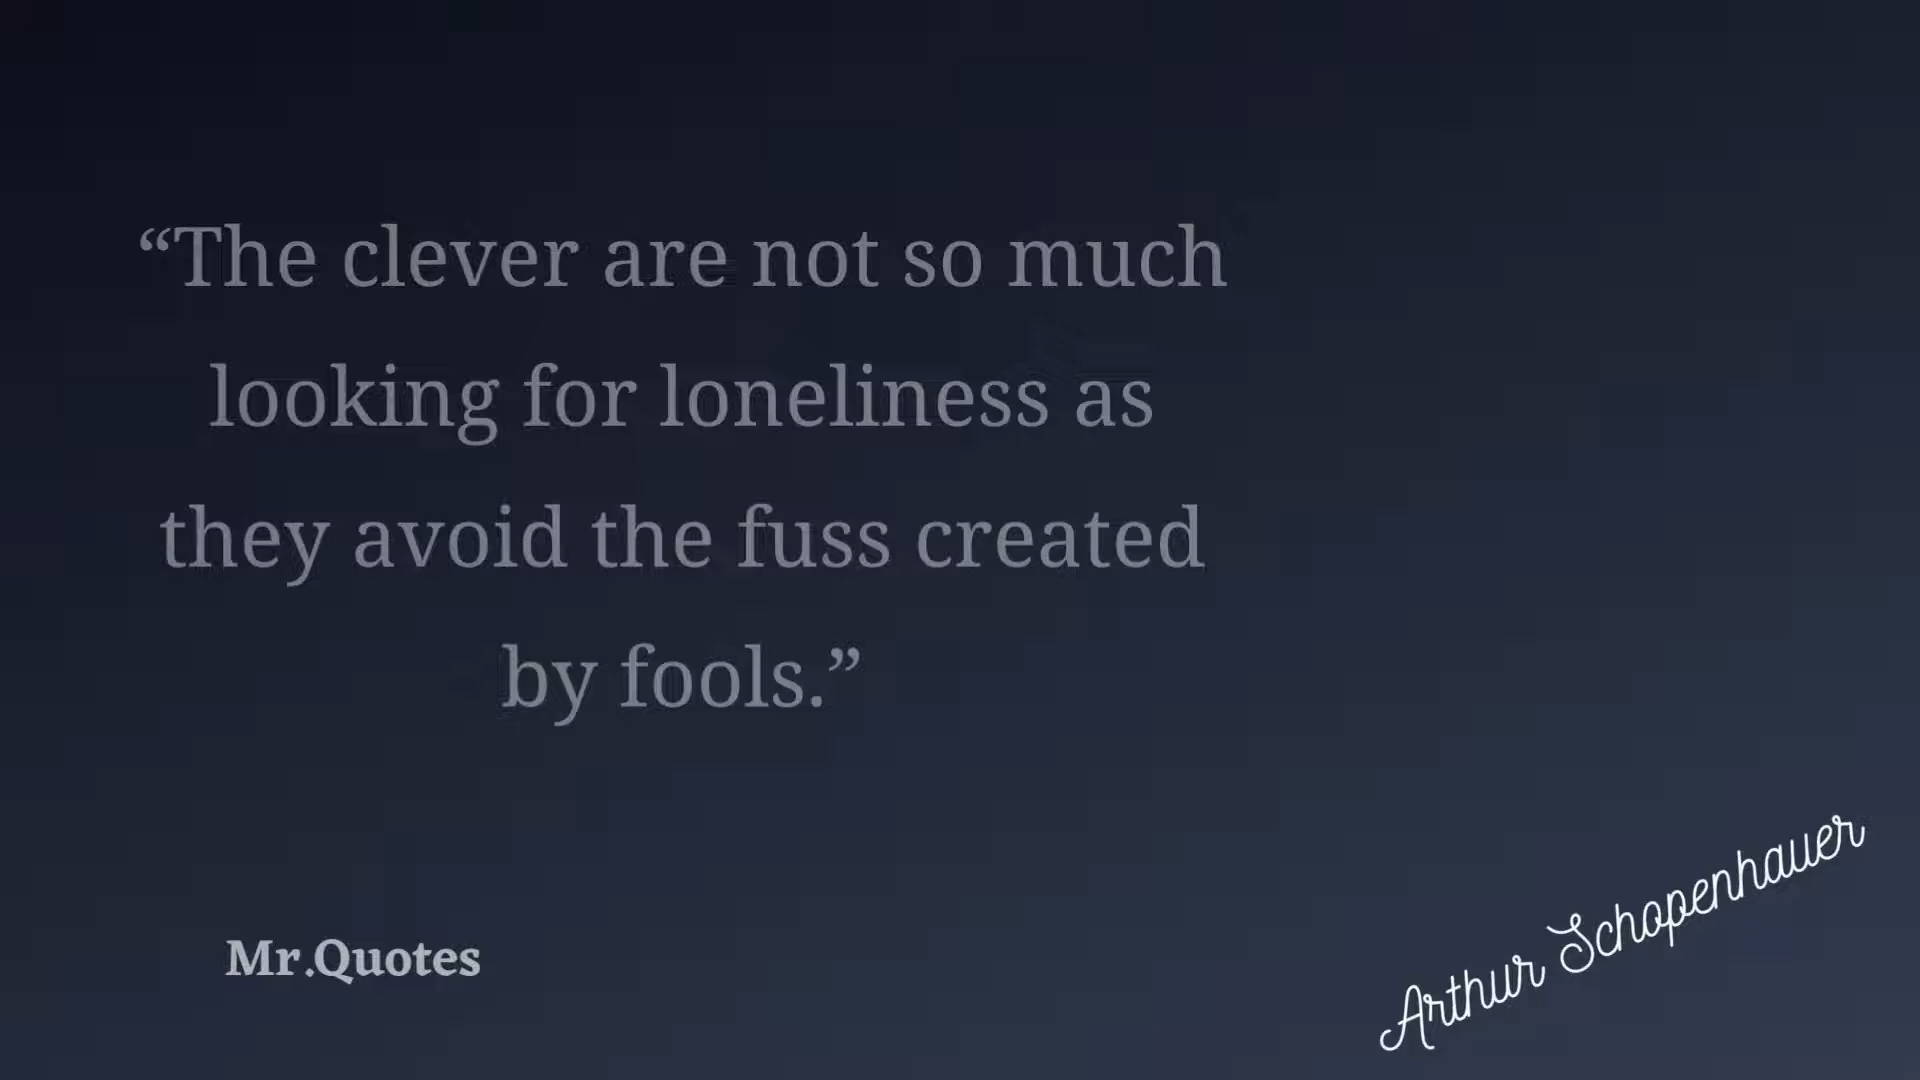 “The clever are not so much
looking for loneliness as
they avoid the fuss created
by fools.”
Mr.Quotes
Arthur Schopenhauer